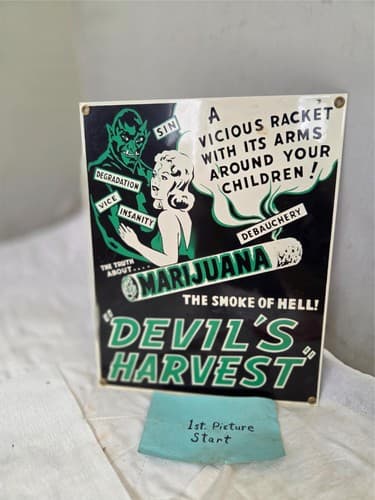 SIN
A
VICIOUS RACKET
WITH ITS ARMS
AROUND YOUR
CHILDREN!
DEGRADATION
VICE
INSANITY
DEBAUCHERY
THE TRUTH
ABOUT....
MARIJUANA
THE SMOKE OF HELL!
"DEVIL'S
HARVEST"
1st. Picture
Start